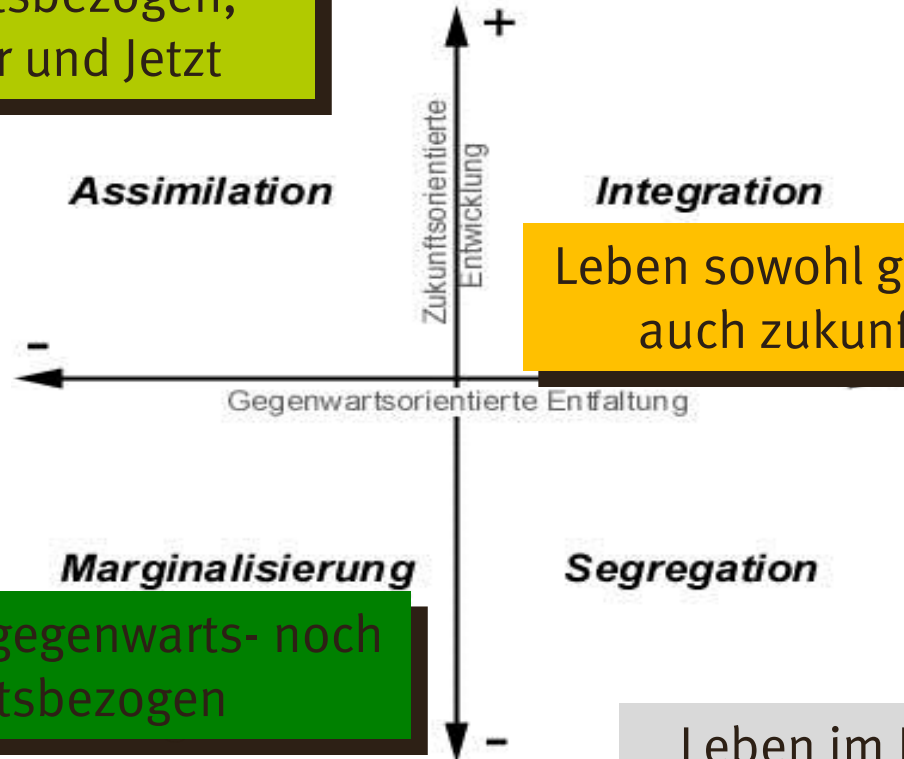 tsbezogen,
r und Jetzt
+
Zukunftsorientierte
Entwicklung
Assimilation
Integration
Leben sowohl g
auch zukunf
-
Gegenwartsorientierte Entfaltung
Marginalisierung
Segregation
gegenwarts- noch
tsbezogen
-
Leben im